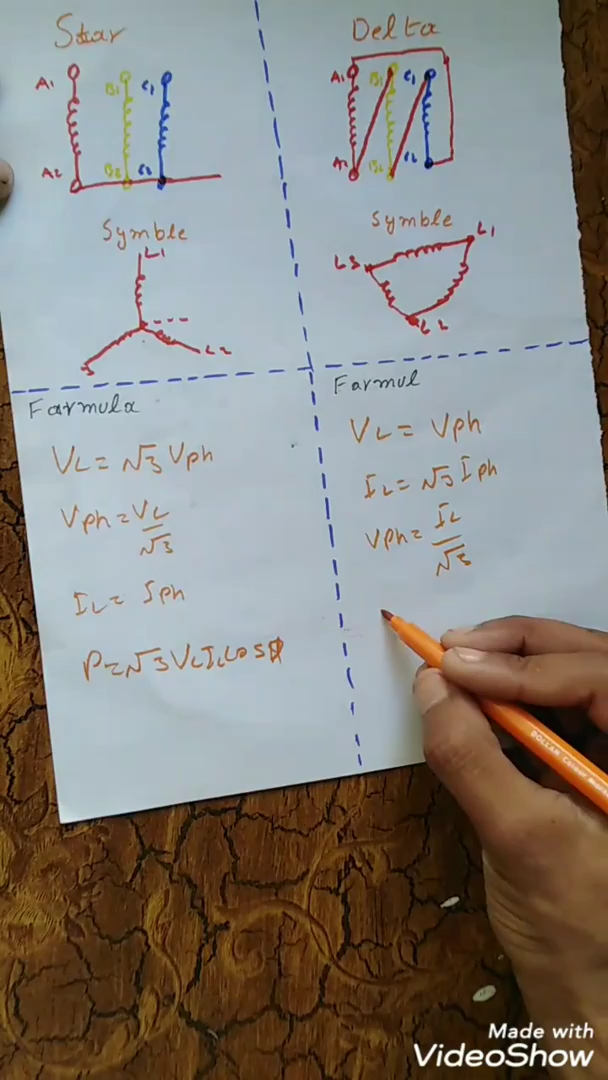 Star
A1 B1 C1
A2 B2 C2
Symble
L1
L2
Farmula
VL = √3 Vph
Vph = VL/√3
IL = Iph
P = √3 VL IL cos φ
Delta
A1 B1 C1
A2 B2
Symble
L3 L1
L2
Farmul
VL = Vph
IL = √3 Iph
Vph = IL/√3
DOLLAR Colour
Made with
VideoShow